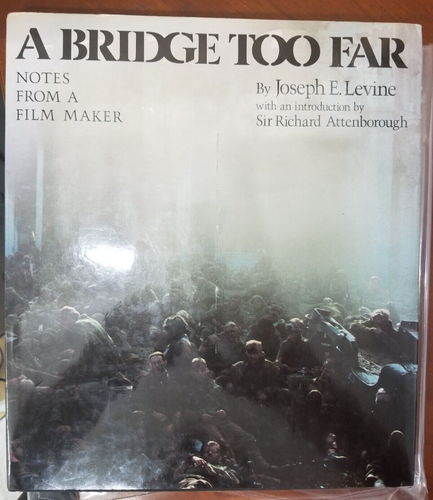 A BRIDGE TOO FAR
NOTES
FROM A
FILM MAKER
By Joseph E. Levine
with an introduction by
Sir Richard Attenborough